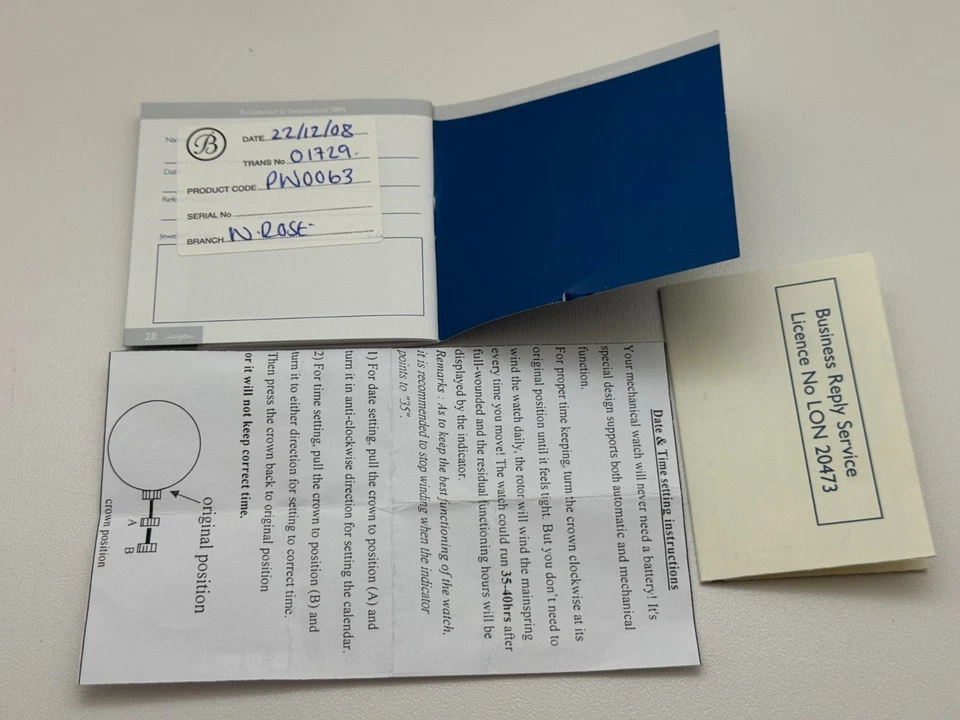 Established in Switzerland 1895
B
DATE 22/12/08
TRANS No 01729.
PRODUCT CODE PW0063
SERIAL No
BRANCH N. ROSE-
28
Business Reply Service
Licence No LON 20473
Date & Time setting instructions
Your mechanical watch will never need a battery! It's
special design supports both automatic and mechanical
function.
For proper time keeping, turn the crown clockwise at its
original position until it feels tight. But you don't need to
wind the watch daily, the rotor will wind the mainspring
every time you move! The watch could run 35-40hrs after
full-wounded and the residual functioning hours will be
displayed by the indicator.
Remarks : As to keep the best functioning of the watch,
it is recommended to stop winding when the indicator
points to "35".
1) For date setting, pull the crown to position (A) and
turn it in anti-clockwise direction for setting the calendar.
2) For time setting, pull the crown to position (B) and
turn it to either direction for setting to correct time.
Then press the crown back to original position
or it will not keep correct time.
original position
A
B
crown position